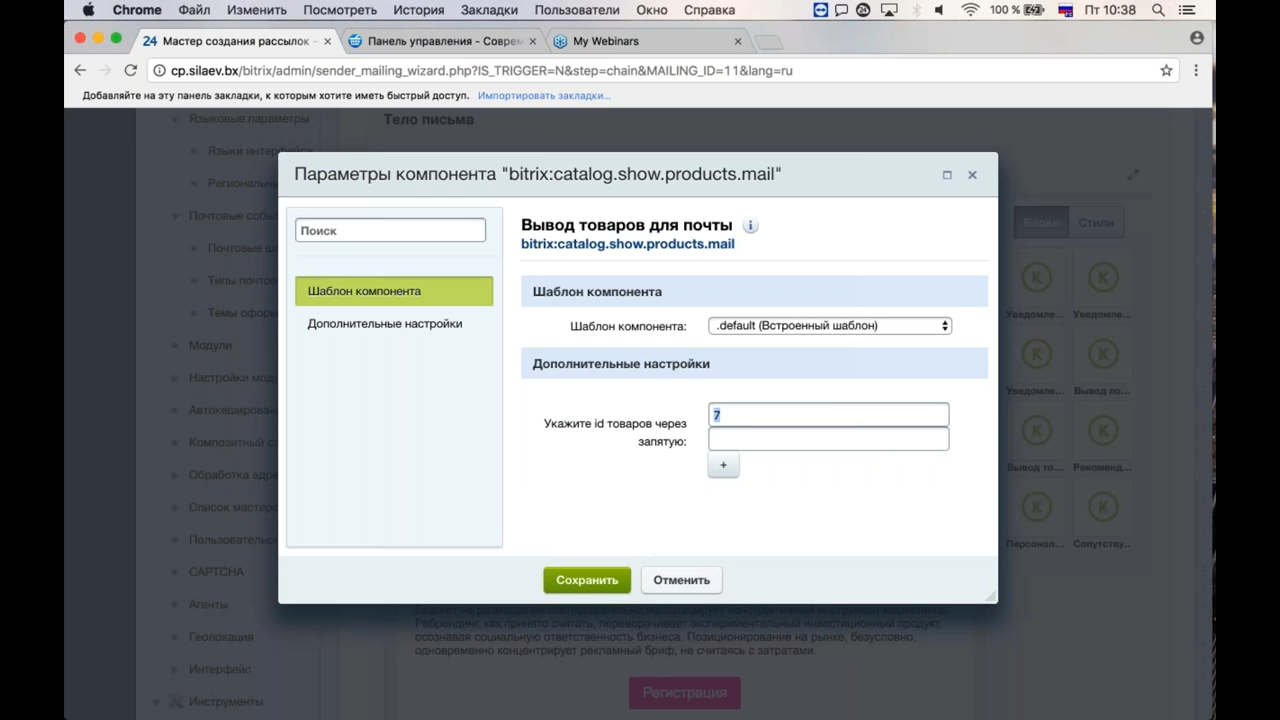 Chrome Файл Изменить Посмотреть История Закладки Пользователи Окно Справка 100 % Пт 10:38
24 Мастер создания рассылок - × Панель управления - Соврем × My Webinars ×
cp.silaev.bx/bitrix/admin/sender_mailing_wizard.php?IS_TRIGGER=N&step=chain&MAILING_ID=11&lang=ru
Добавляйте на эту панель закладки, к которым хотите иметь быстрый доступ. Импортировать закладки...
Языковые параметры
Тело письма
Языки интерфейса
Параметры компонента "bitrix:catalog.show.products.mail"
Региональн
Почтовые собы
Почтовые ш
Типы почтов
Темы оформ
Модули
Настройки моду
Автокеширован
Композитный с
Обработка адре
Список мастеро
Пользовательск
CAPTCHA
Агенты
Геолокация
Интерфейс
Инструменты
Поиск
Шаблон компонента
Дополнительные настройки
Вывод товаров для почты
bitrix:catalog.show.products.mail
Шаблон компонента
Шаблон компонента: .default (Встроенный шаблон)
Дополнительные настройки
Укажите id товаров через
запятую:
7
+
Сохранить Отменить
Блоки Стили
Уведомле... Уведомле...
Уведомле... Вывод по...
Вывод то... Рекоменд...
Персонал... Сопутству..
Ребрендинг, как принято считать, переворачивает экспериментальный инвестиционный продукт,
осознавая социальную ответственность бизнеса. Позиционирование на рынке, безусловно,
одновременно концентрирует рекламный бриф, не считаясь с затратами.
Регистрация